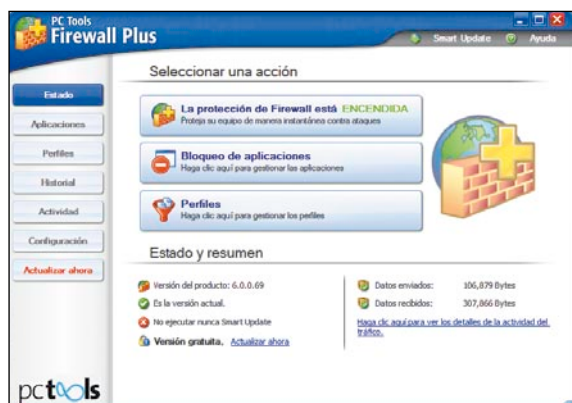 PC Tools
Firewall Plus
Smart Update
Ayuda
Seleccionar una acción
Estado
Aplicaciones
Perfiles
Historial
Actividad
Configuración
Actualizar ahora
La protección de Firewall está ENCENDIDA
Proteja su equipo de manera instantánea contra ataques
Bloqueo de aplicaciones
Haga clic aquí para gestionar las aplicaciones
Perfiles
Haga clic aquí para gestionar los perfiles
Estado y resumen
Versión del producto: 6.0.0.69
Es la versión actual.
No ejecutar nunca Smart Update
Versión gratuita. Actualizar ahora
Datos enviados: 106,879 Bytes
Datos recibidos: 307,866 Bytes
Haga clic aquí para ver los detalles de la actividad del
tráfico.
pctools